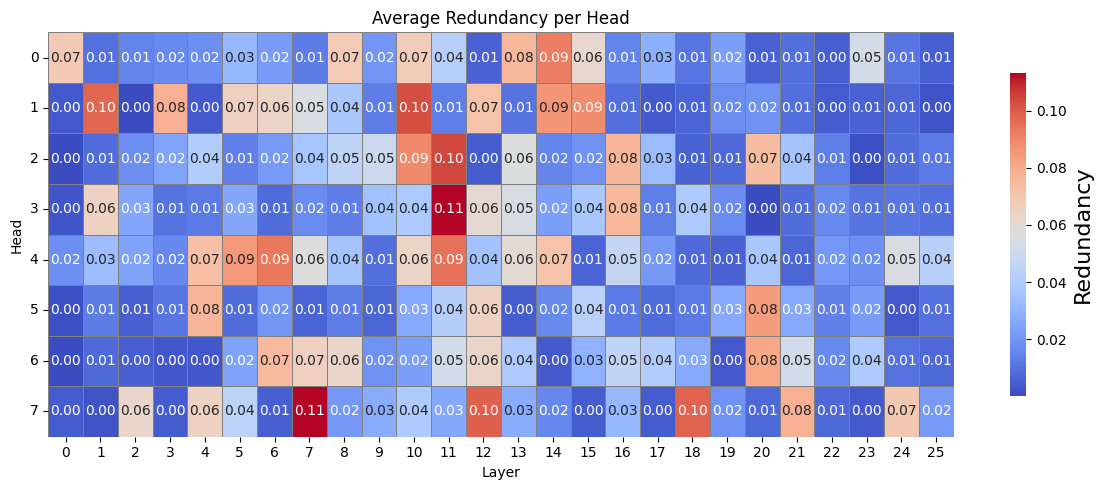 Average Redundancy per Head
0 0.07 0.01 0.01 0.02 0.02 0.03 0.02 0.01 0.07 0.02 0.07 0.04 0.01 0.08 0.09 0.06 0.01 0.03 0.01 0.02 0.01 0.01 0.00 0.05 0.01 0.01
1 0.00 0.10 0.00 0.08 0.00 0.07 0.06 0.05 0.04 0.01 0.10 0.01 0.07 0.01 0.09 0.09 0.01 0.00 0.01 0.02 0.02 0.01 0.00 0.01 0.01 0.00
2 0.00 0.01 0.02 0.02 0.04 0.01 0.02 0.04 0.05 0.05 0.09 0.10 0.00 0.06 0.02 0.02 0.08 0.03 0.01 0.01 0.07 0.04 0.01 0.00 0.01 0.01
3 0.00 0.06 0.03 0.01 0.01 0.03 0.01 0.02 0.01 0.04 0.04 0.11 0.06 0.05 0.02 0.04 0.08 0.01 0.04 0.02 0.00 0.01 0.02 0.01 0.01 0.01
4 0.02 0.03 0.02 0.02 0.07 0.09 0.09 0.06 0.04 0.01 0.06 0.09 0.04 0.06 0.07 0.01 0.05 0.02 0.01 0.01 0.04 0.01 0.02 0.02 0.05 0.04
5 0.00 0.01 0.01 0.01 0.08 0.01 0.02 0.01 0.01 0.01 0.03 0.04 0.06 0.00 0.02 0.04 0.01 0.01 0.01 0.03 0.08 0.03 0.01 0.02 0.00 0.01
6 0.00 0.01 0.00 0.00 0.00 0.02 0.07 0.07 0.06 0.02 0.02 0.05 0.06 0.04 0.00 0.03 0.05 0.04 0.03 0.00 0.08 0.05 0.02 0.04 0.01 0.01
7 0.00 0.00 0.06 0.00 0.06 0.04 0.01 0.11 0.02 0.03 0.04 0.03 0.10 0.03 0.02 0.00 0.03 0.00 0.10 0.02 0.01 0.08 0.01 0.00 0.07 0.02
0 1 2 3 4 5 6 7 8 9 10 11 12 13 14 15 16 17 18 19 20 21 22 23 24 25
Layer
Head
0.10
0.08
0.06
0.04
0.02
Redundancy